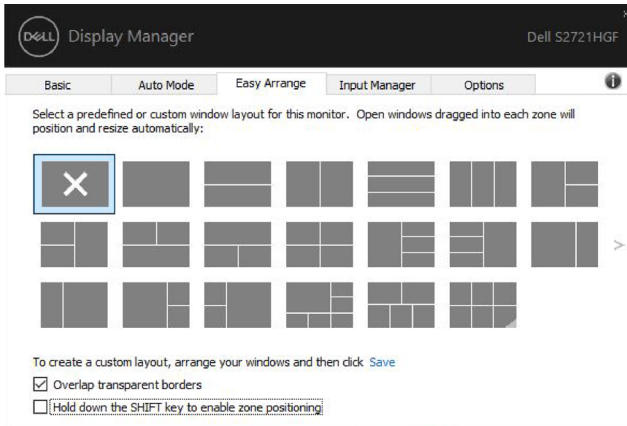 DELL Display Manager
Dell S2721HGF
Basic Auto Mode Easy Arrange Input Manager Options
Select a predefined or custom window layout for this monitor. Open windows dragged into each zone will
position and resize automatically:
To create a custom layout, arrange your windows and then click Save
Overlap transparent borders
Hold down the SHIFT key to enable zone positioning